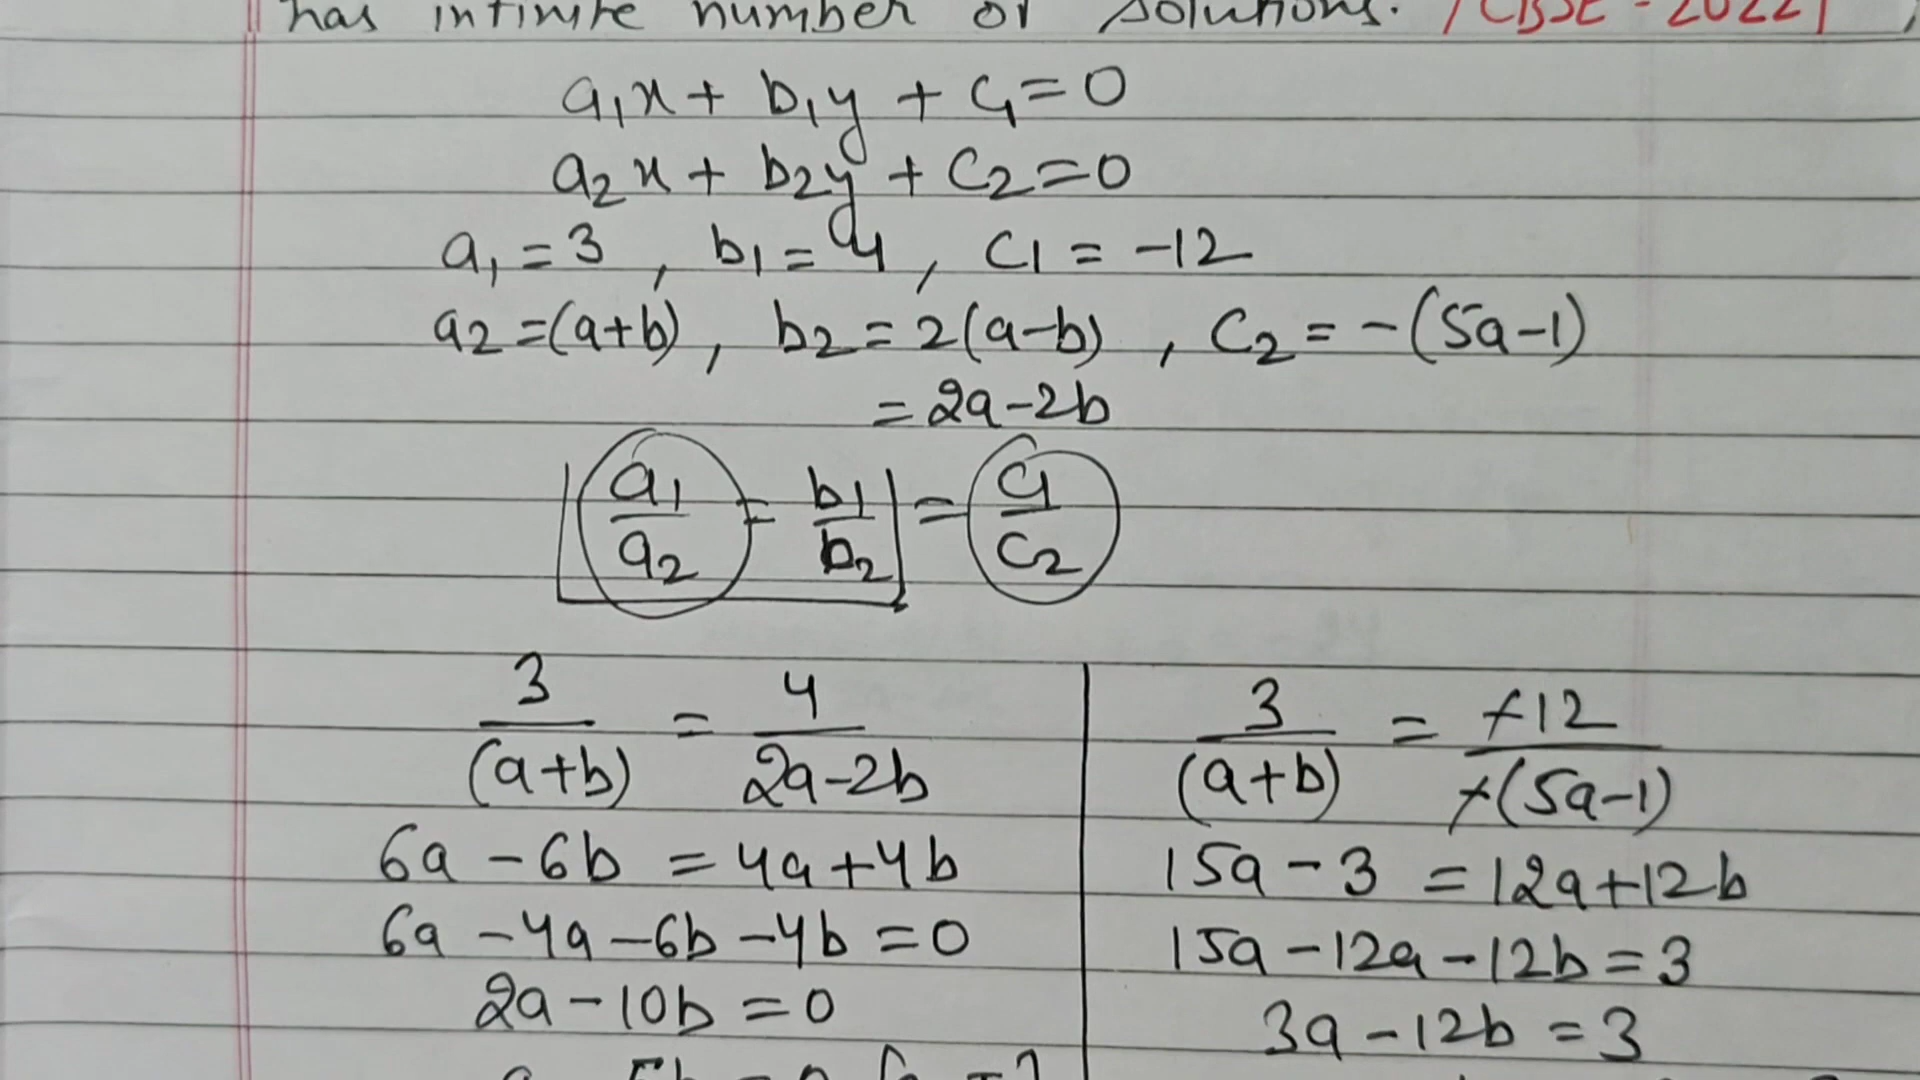 has infinite number of solutions. [CBSE-2022]
a₁x + b₁y + c₁ = 0
a₂x + b₂y + c₂ = 0
a₁ = 3 , b₁ = 4 , c₁ = -12
a₂ = (a+b) , b₂ = 2(a-b) , c₂ = -(5a-1)
= 2a-2b
a₁/a₂ = b₁/b₂ = c₁/c₂
3/(a+b) = 4/2a-2b
6a - 6b = 4a + 4b
6a - 4a - 6b - 4b = 0
2a - 10b = 0
3/(a+b) = -12/-(5a-1)
15a - 3 = 12a + 12b
15a - 12a - 12b = 3
3a - 12b = 3